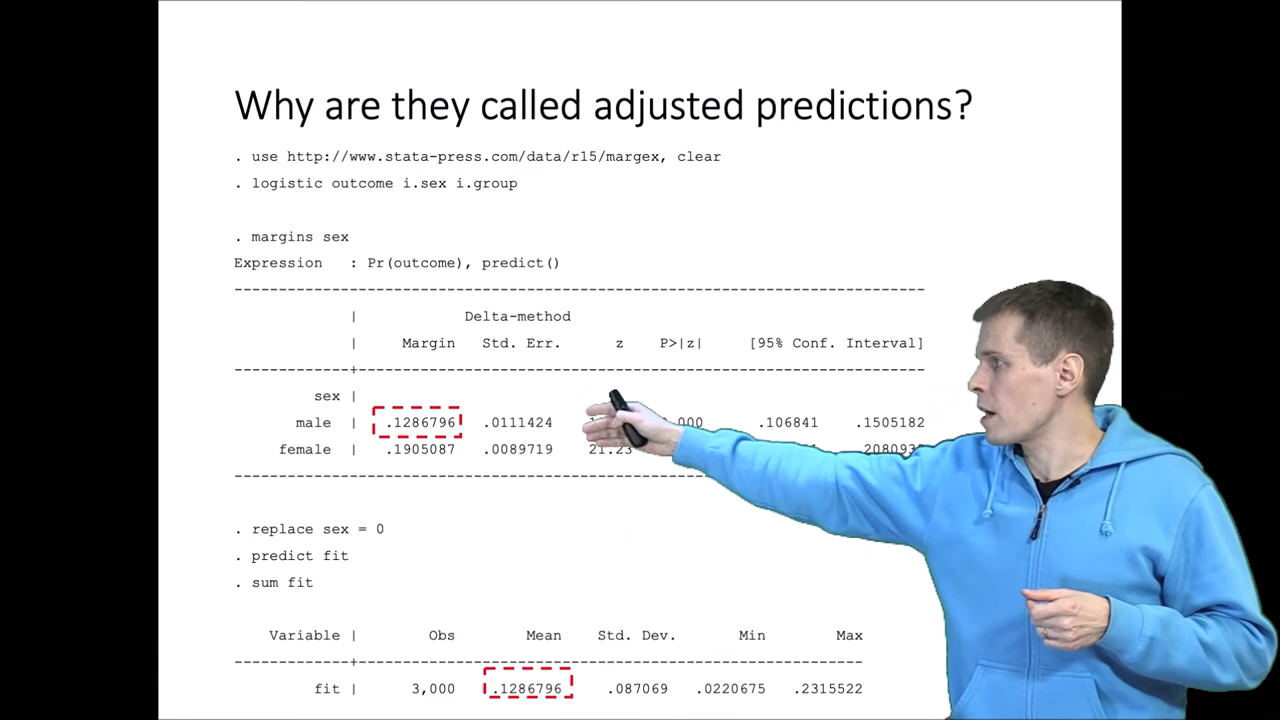 Why are they called adjusted predictions?
. use http://www.stata-press.com/data/r15/margex, clear
. logistic outcome i.sex i.group
. margins sex
Expression : Pr(outcome), predict()
--------------------------------------------------------------------------------
| Delta-method
| Margin Std. Err. z P>|z| [95% Conf. Interval]
-------------+------------------------------------------------------------------
sex |
male | .1286796 .0111424 .106841 .1505182
female | .1905087 .0089719 21.23
--------------------------------------------------------------------------------
. replace sex = 0
. predict fit
. sum fit
Variable | Obs Mean Std. Dev. Min Max
-------------+----------------------------------------------------------
fit | 3,000 .1286796 .087069 .0220675 .2315522